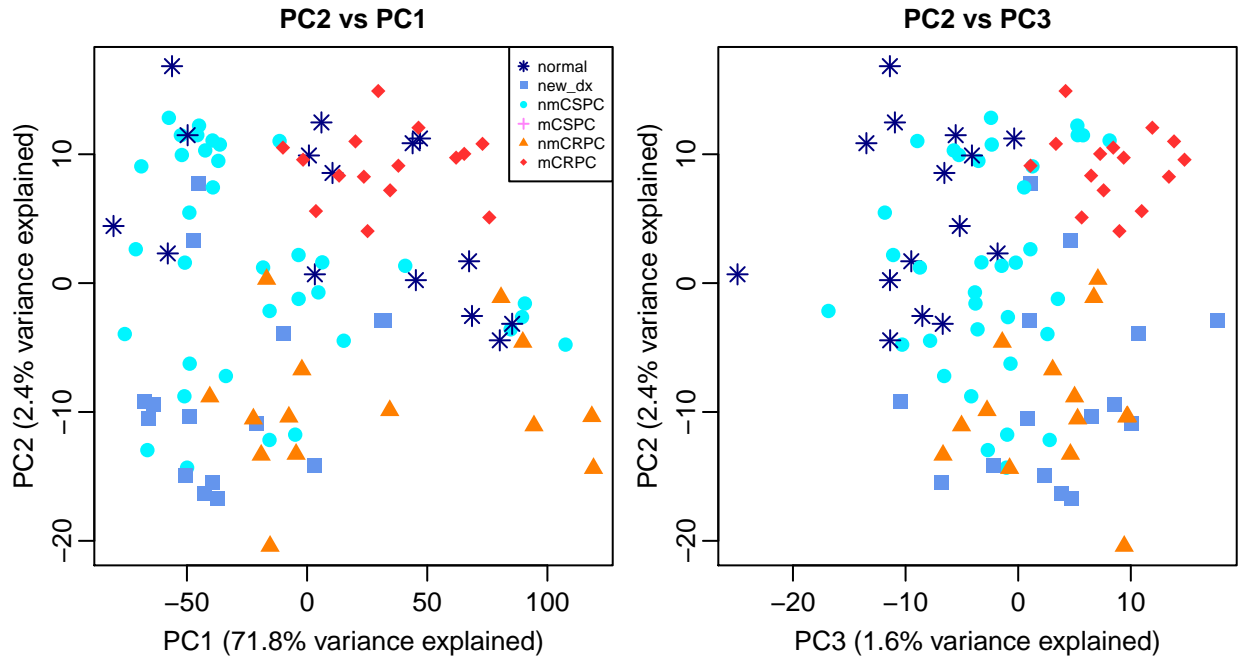 PC2 vs PC1
PC2 (2.4% variance explained)
10
0
−10
−20
normal
new_dx
nmCSPC
mCSPC
nmCRPC
mCRPC
−50
0
50
100
PC1 (71.8% variance explained)
PC2 vs PC3
PC2 (2.4% variance explained)
10
0
−10
−20
−20
−10
0
10
PC3 (1.6% variance explained)